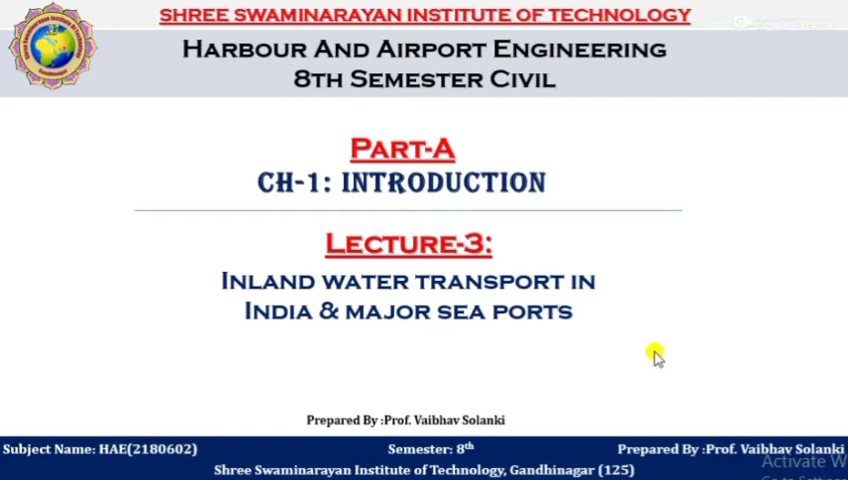 SHREE SWAMINARAYAN INSTITUTE OF TECHNOLOGY
HARBOUR AND AIRPORT ENGINEERING
8TH SEMESTER CIVIL
PART-A
CH-1: INTRODUCTION
LECTURE-3:
INLAND WATER TRANSPORT IN
INDIA & MAJOR SEA PORTS
Prepared By :Prof. Vaibhav Solanki
Subject Name: HAE(2180602) Semester: 8th Prepared By :Prof. Vaibhav Solanki
Shree Swaminarayan Institute of Technology, Gandhinagar (125)
Activate W